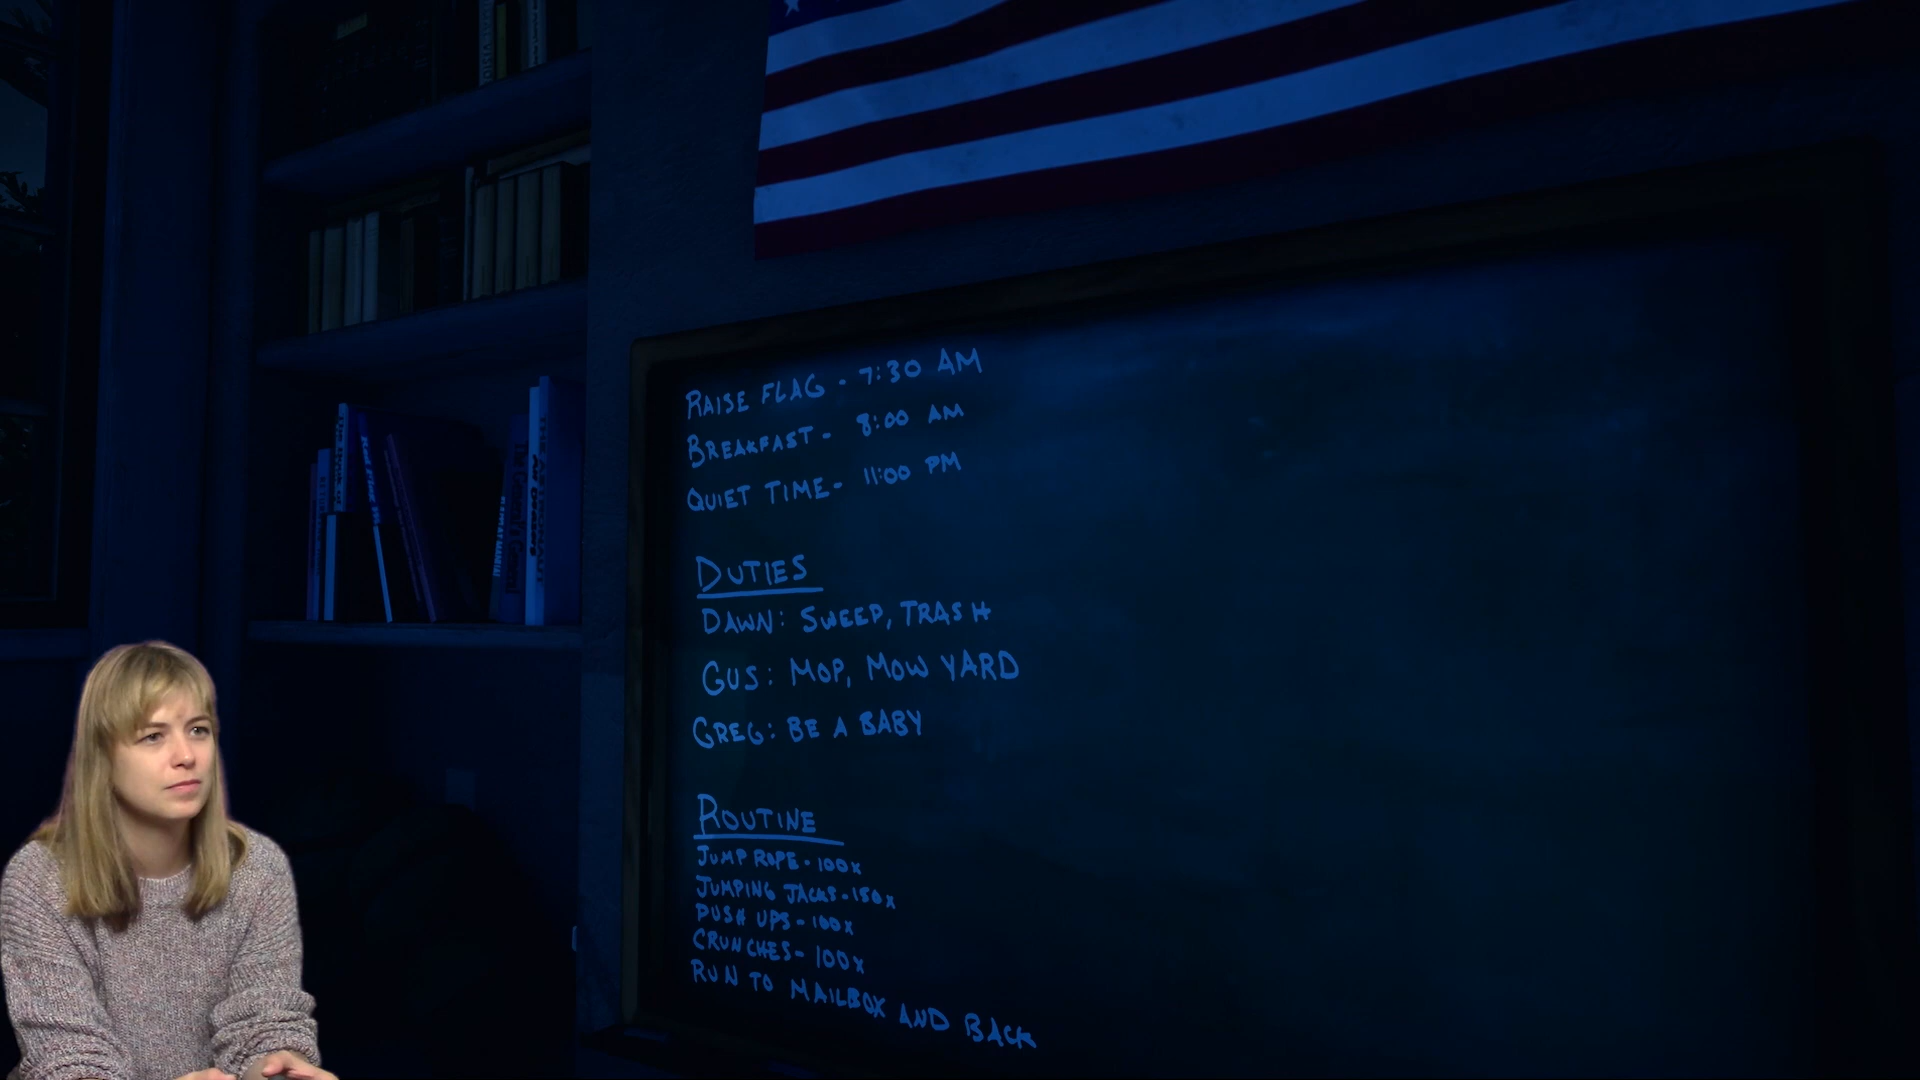 RAISE FLAG - 7:30 AM
BREAKFAST - 8:00 AM
QUIET TIME - 11:00 PM
DUTIES
DAWN: SWEEP, TRASH
GUS: MOP, MOW YARD
GREG: BE A BABY
ROUTINE
JUMP ROPE - 100X
JUMPING JACKS - 150X
PUSH UPS - 100X
CRUNCHES - 100X
RUN TO MAILBOX AND BACK